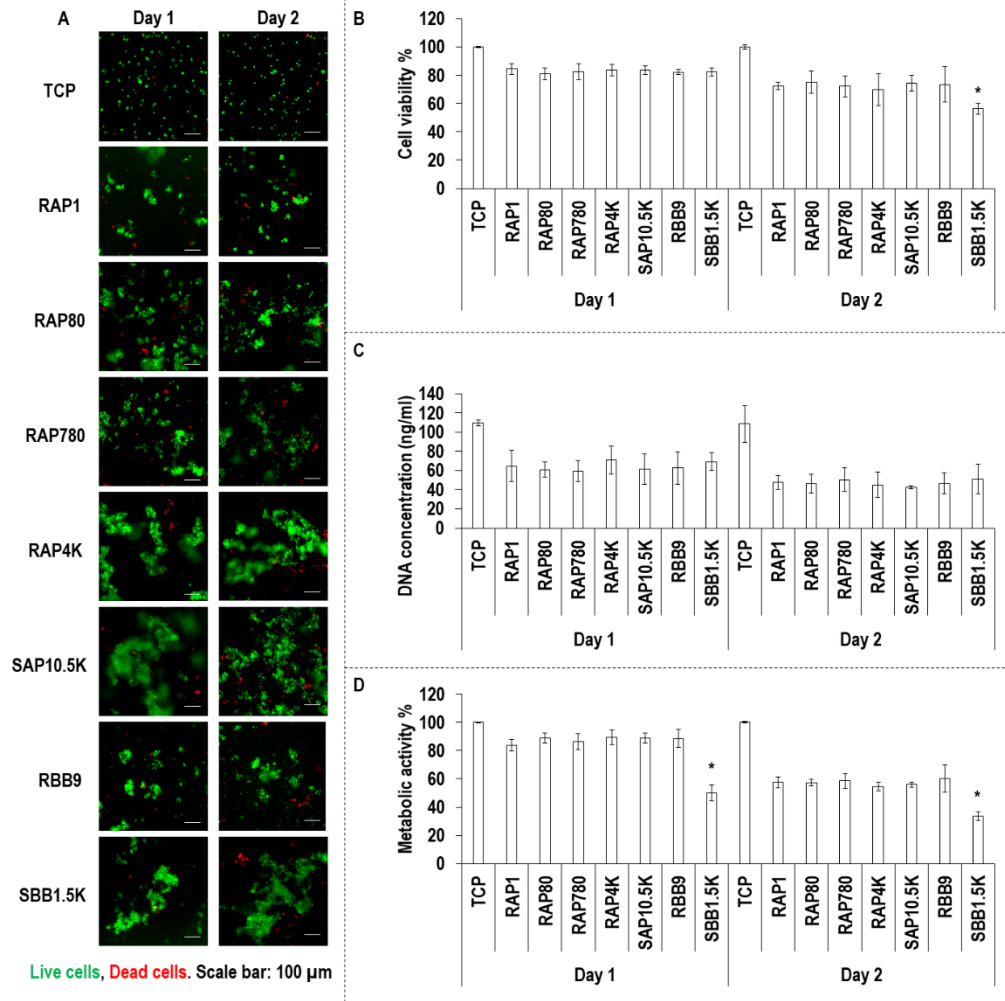 A
Day 1
Day 2
TCP
RAP1
RAP80
RAP780
RAP4K
SAP10.5K
RBB9
SBB1.5K
Live cells, Dead cells. Scale bar: 100 µm
B
Cell viability %
120
100
80
60
40
20
0
*
TCP
RAP1
RAP80
RAP780
RAP4K
SAP10.5K
RBB9
SBB1.5K
TCP
RAP1
RAP80
RAP780
RAP4K
SAP10.5K
RBB9
SBB1.5K
Day 1
Day 2
C
DNA concentration (ng/ml)
140
120
100
80
60
40
20
0
TCP
RAP1
RAP80
RAP780
RAP4K
SAP10.5K
RBB9
SBB1.5K
TCP
RAP1
RAP80
RAP780
RAP4K
SAP10.5K
RBB9
SBB1.5K
Day 1
Day 2
D
Metabolic activity %
120
100
80
60
40
20
0
*
*
TCP
RAP1
RAP80
RAP780
RAP4K
SAP10.5K
RBB9
SBB1.5K
TCP
RAP1
RAP80
RAP780
RAP4K
SAP10.5K
RBB9
SBB1.5K
Day 1
Day 2